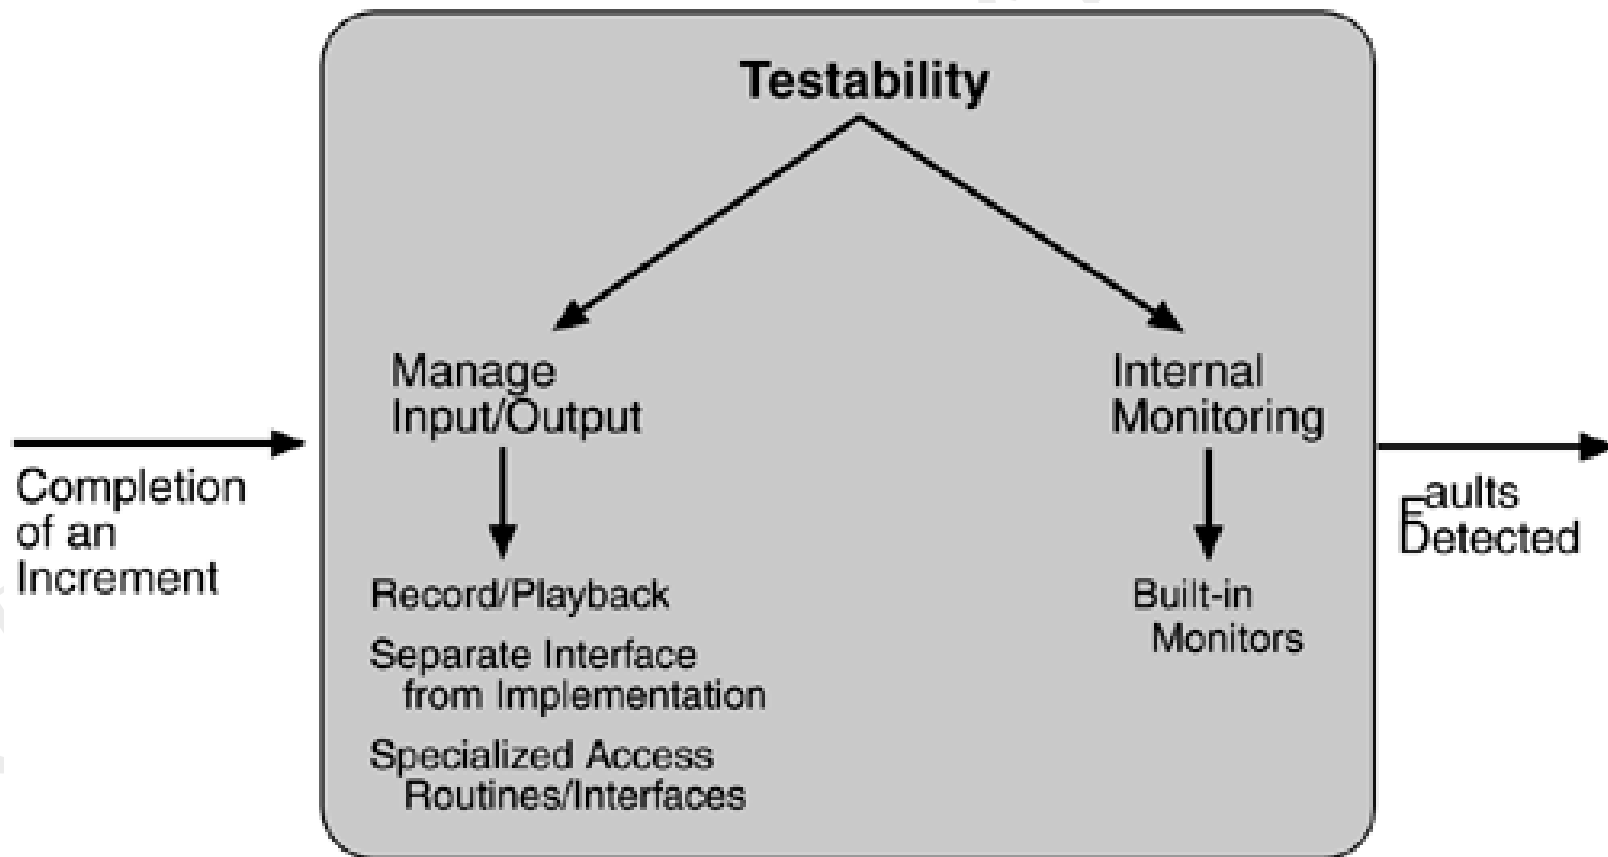 Testability
Manage
Input/Output
Internal
Monitoring
Completion
of an
Increment
Faults
Detected
Record/Playback
Separate Interface
from Implementation
Specialized Access
Routines/Interfaces
Built-in
Monitors